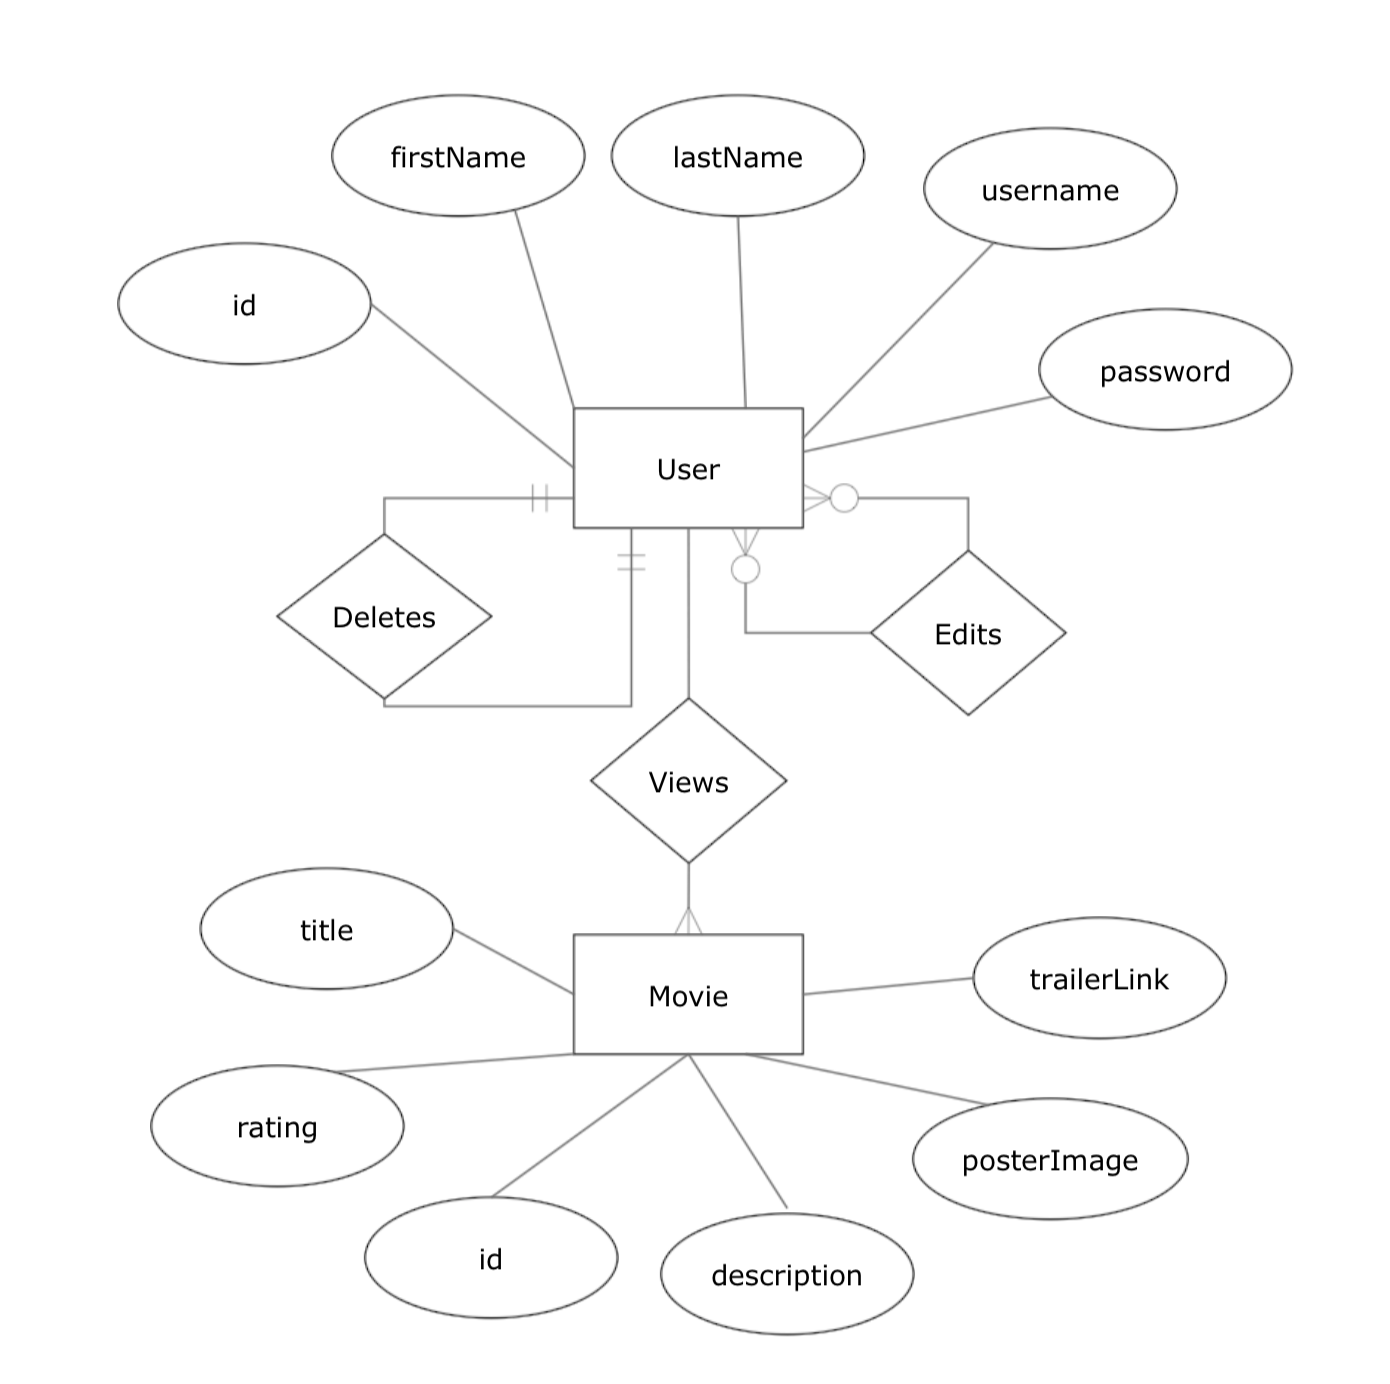 firstName
lastName
username
id
password
User
Deletes
Edits
Views
title
trailerLink
Movie
rating
posterImage
id
description